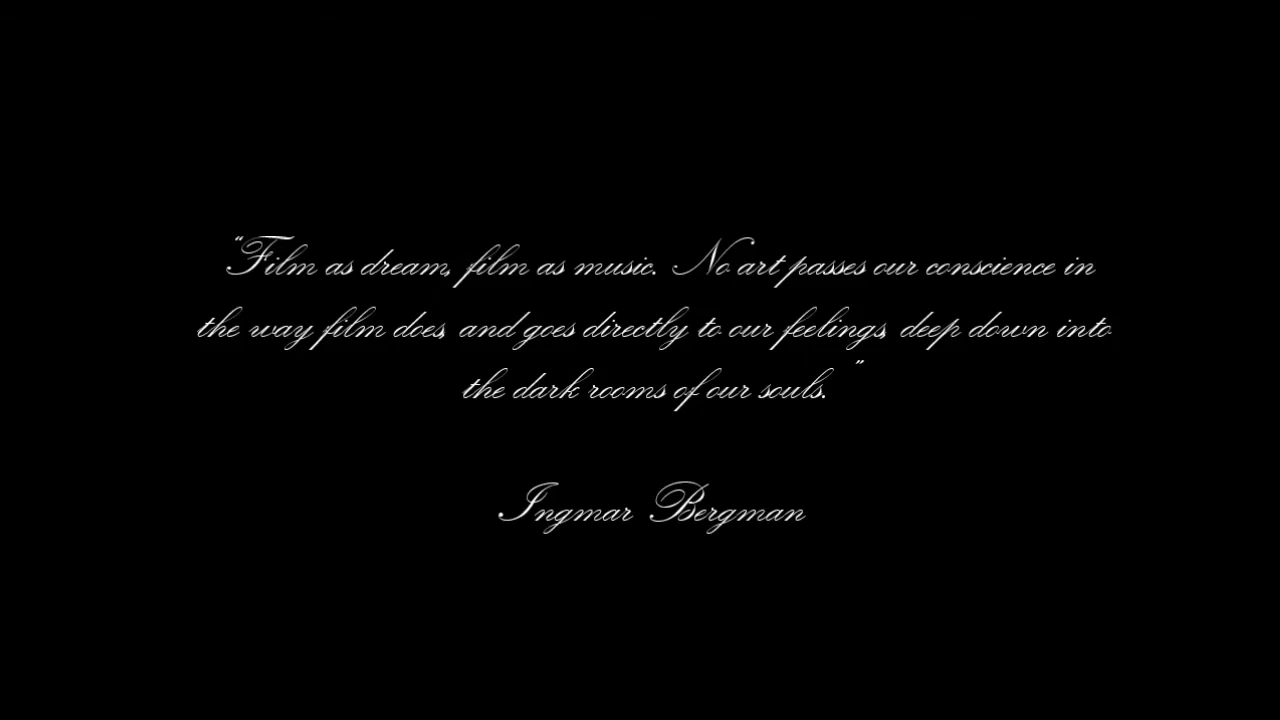 "Film as dream, film as music. No art passes our conscience in
the way film does, and goes directly to our feelings, deep down into
the dark rooms of our souls. "
Ingmar Bergman